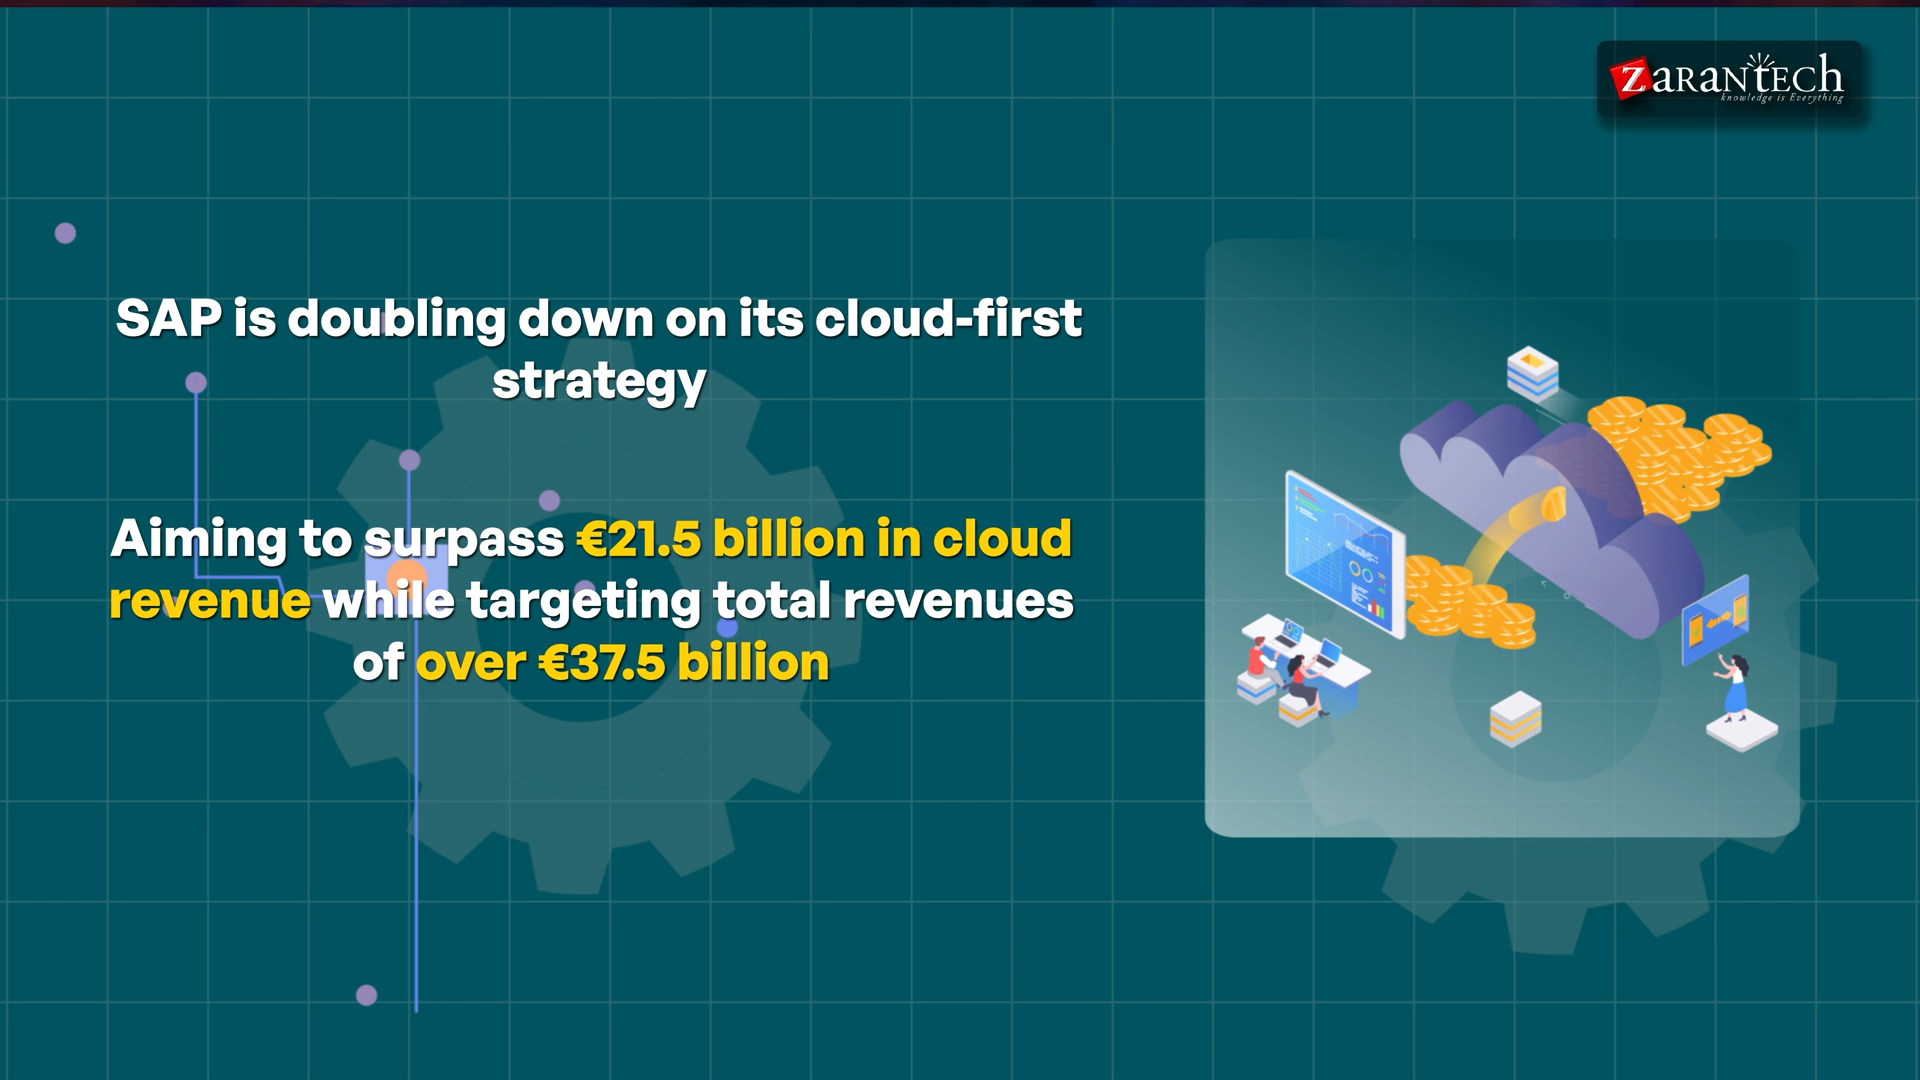 ZARANTECH
knowledge is Everything
SAP is doubling down on its cloud-first
strategy
Aiming to surpass €21.5 billion in cloud
revenue while targeting total revenues
of over €37.5 billion